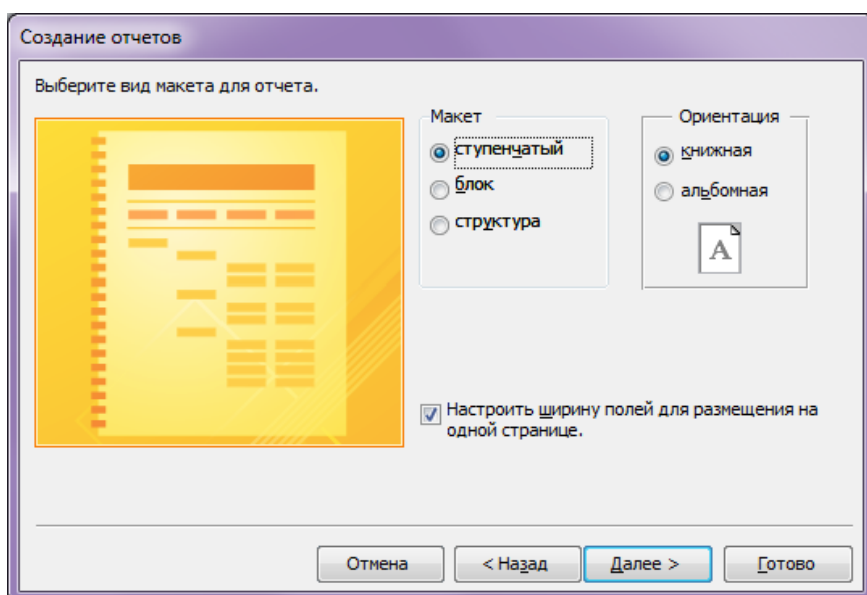 Создание отчетов
Выберите вид макета для отчета.
Макет
ступенчатый
блок
структура
Ориентация
книжная
альбомная
A
Настроить ширину полей для размещения на
одной странице.
Отмена
< Назад
Далее >
Готово